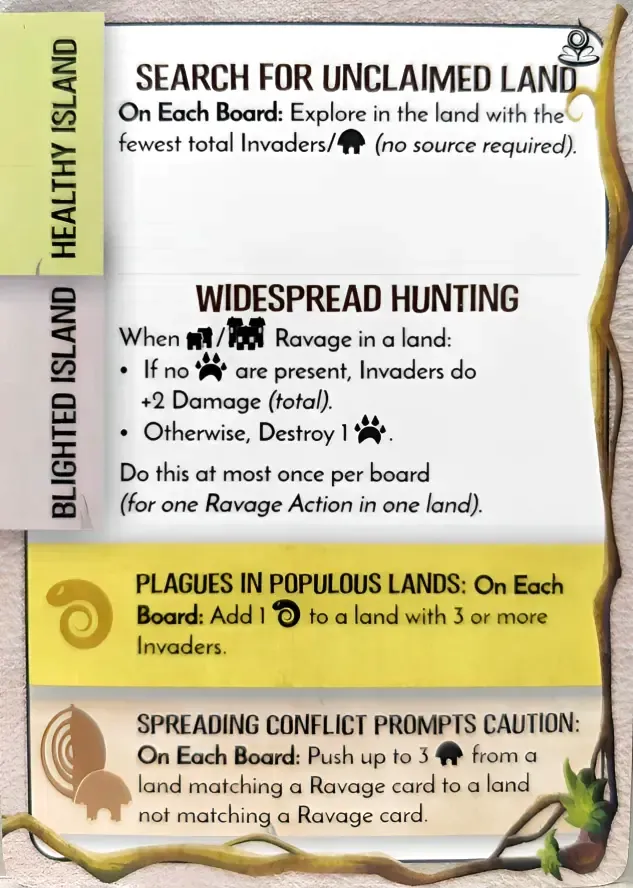 HEALTHY ISLAND
SEARCH FOR UNCLAIMED LAND
On Each Board: Explore in the land with the
fewest total Invaders/ (no source required).
BLIGHTED ISLAND
WIDESPREAD HUNTING
When / Ravage in a land:
• If no are present, Invaders do
+2 Damage (total).
• Otherwise, Destroy 1 .
Do this at most once per board
(for one Ravage Action in one land).
PLAGUES IN POPULOUS LANDS: On Each
Board: Add 1 to a land with 3 or more
Invaders.
SPREADING CONFLICT PROMPTS CAUTION:
On Each Board: Push up to 3 from a
land matching a Ravage card to a land
not matching a Ravage card.